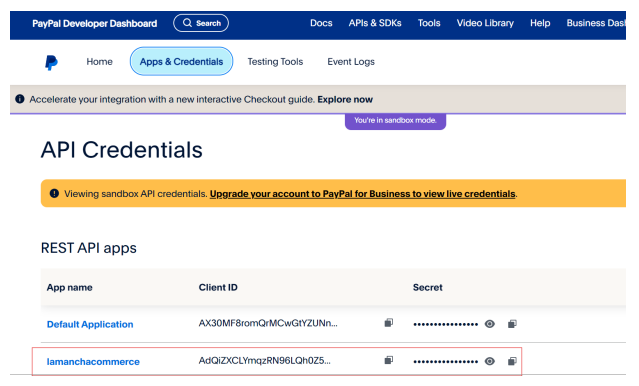 PayPal Developer Dashboard Search Docs APIs & SDKs Tools Video Library Help Business Dash
Home Apps & Credentials Testing Tools Event Logs
Accelerate your integration with a new interactive Checkout guide. Explore now
You're in sandbox mode.
API Credentials
Viewing sandbox API credentials. Upgrade your account to PayPal for Business to view live credentials.
REST API apps
App name Client ID Secret
Default Application AX30MF8romQrMCwGtYZUNn... ••••••••••••••••
lamanchacommerce AdQiZXCLYmqzRN96LQh0Z5... ••••••••••••••••